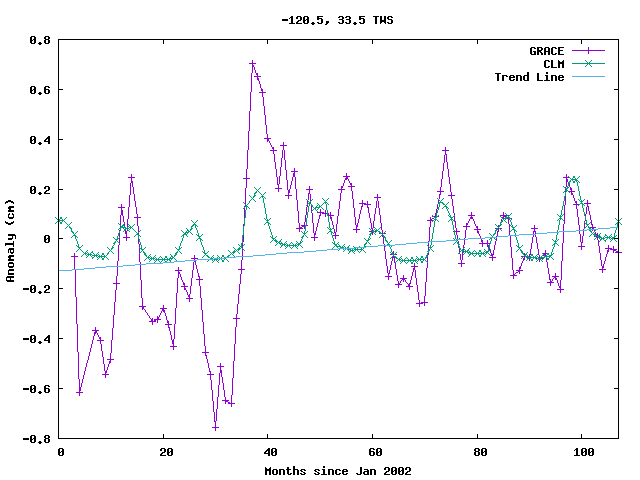 -120.5, 33.5 TWS
GRACE
CLM
Trend Line
0.8
0.6
0.4
0.2
0
-0.2
-0.4
-0.6
-0.8
Anomaly (cm)
0 20 40 60 80 100
Months since Jan 2002